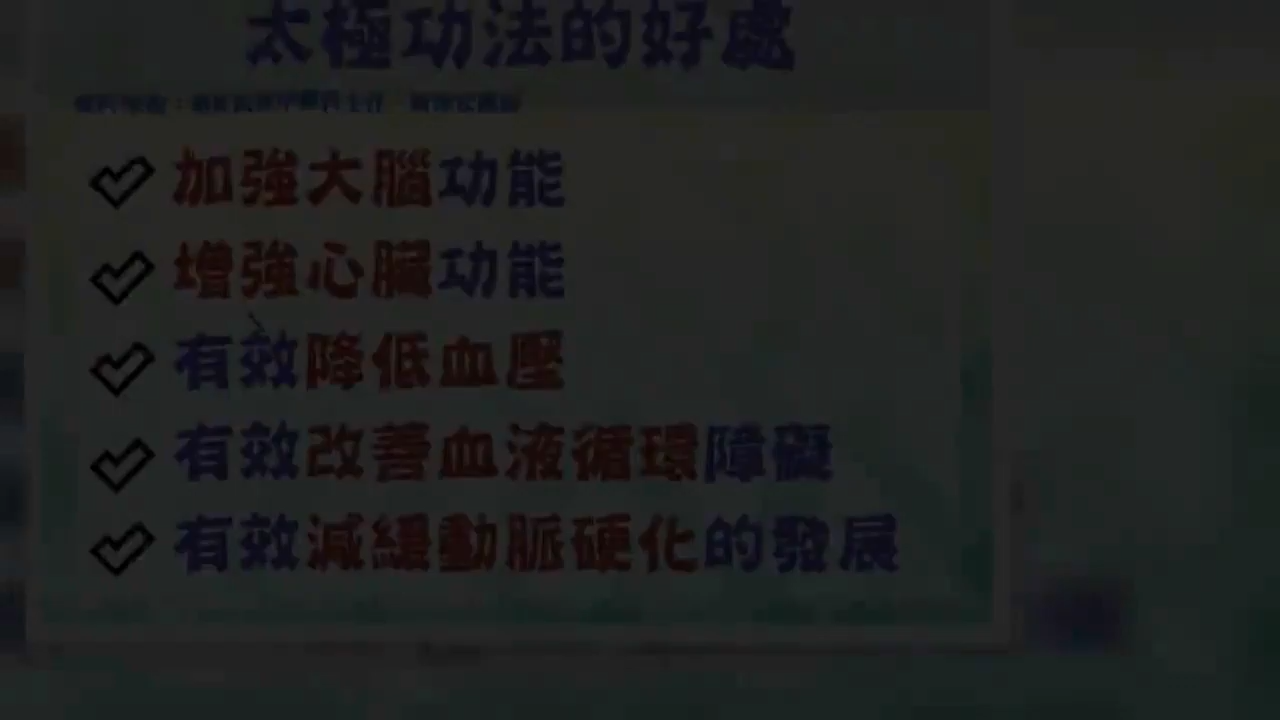 太極功法的好處
加強大腦功能
增強心臟功能
有效降低血壓
有效改善血液循環障礙
有效減緩動脈硬化的發展